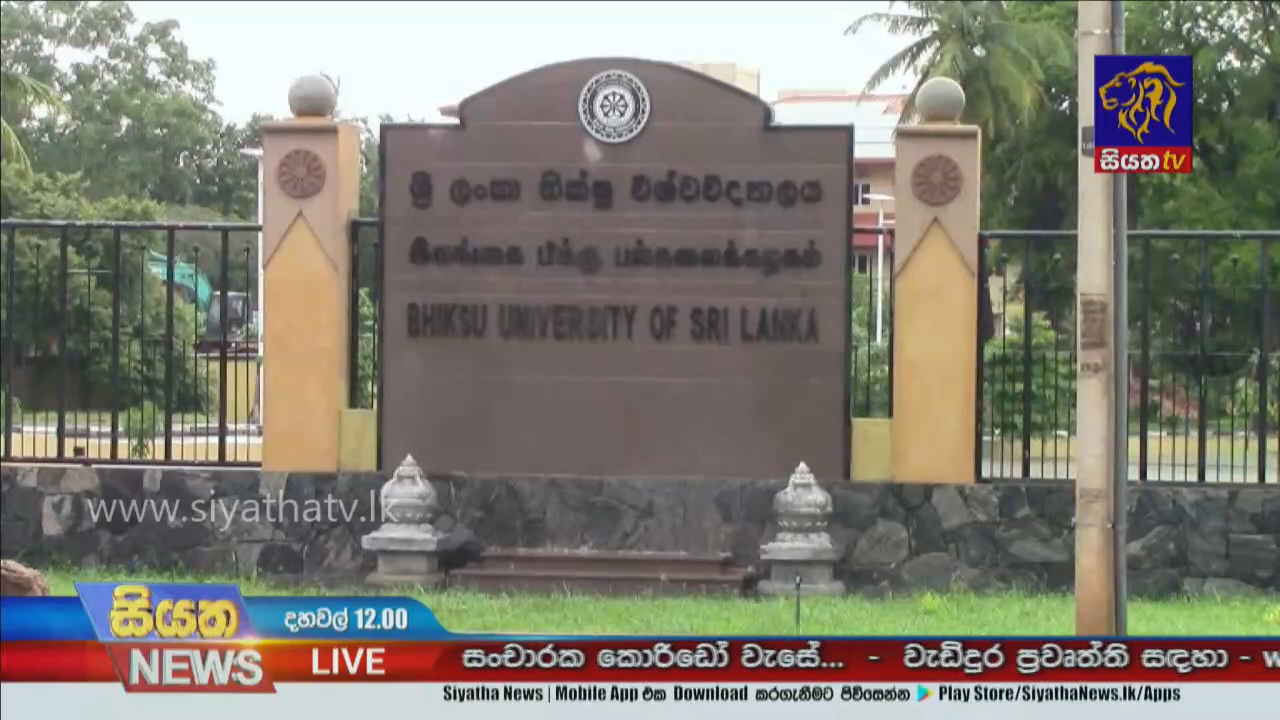 සියත tv
ශ්‍රී ලංකා භික්ෂු විශ්වවිද්‍යාලය
இலங்கை பிக்கு பல்கலைக்கழகம்
BHIKSU UNIVERSITY OF SRI LANKA
www.siyathatv.lk
සියත
දහවල් 12.00
NEWS
LIVE
සංචාරක කොරිඩෝ වැසේ... - වැඩිදුර ප්‍රවෘත්ති සඳහා - w
Siyatha News | Mobile App එක Download කරගැනීමට පිවිසෙන්න Play Store/SiyathaNews.lk/Apps